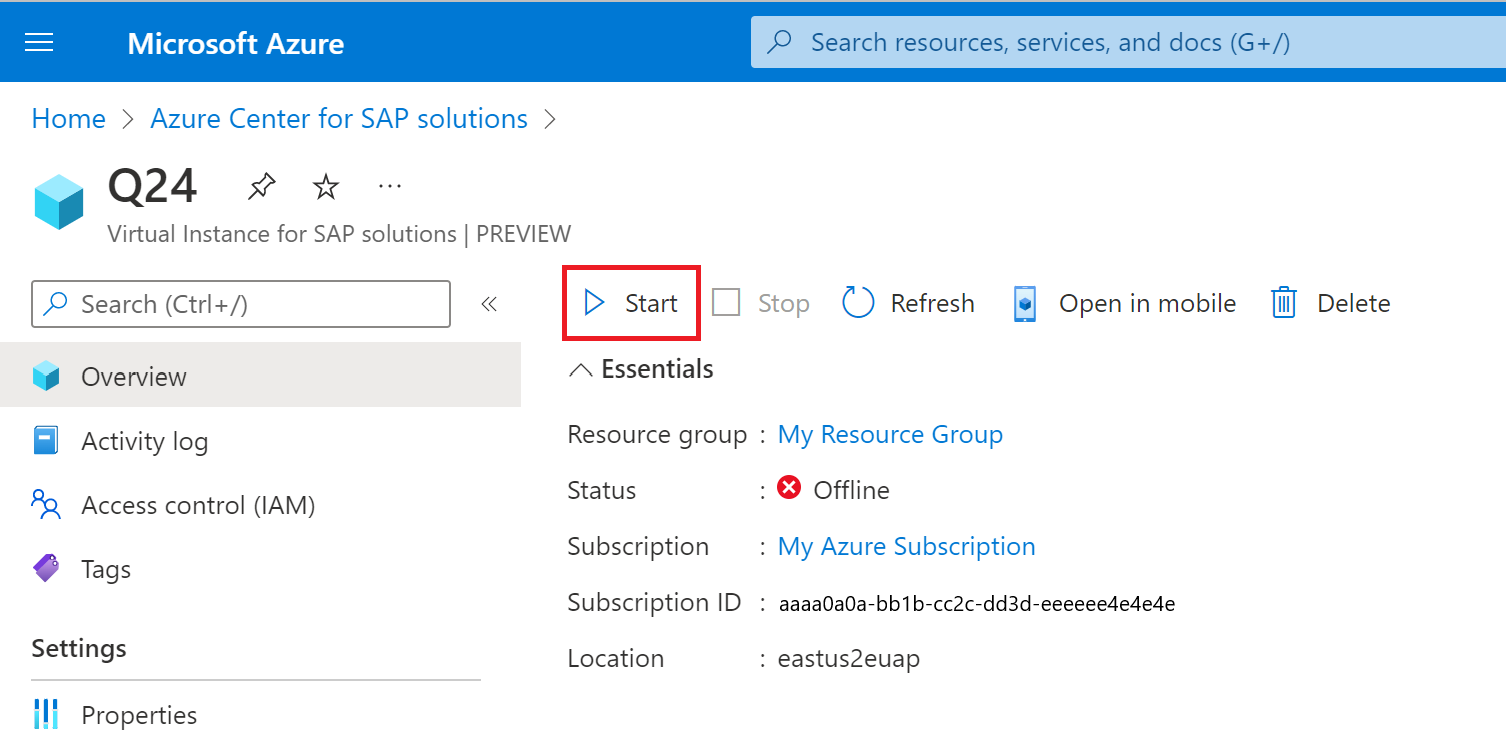 Microsoft Azure
Search resources, services, and docs (G+/)
Home > Azure Center for SAP solutions >
Q24 ...
Virtual Instance for SAP solutions | PREVIEW
Search (Ctrl+/) «
Start Stop Refresh Open in mobile Delete
Overview
Activity log
Access control (IAM)
Tags
Settings
Properties
Essentials
Resource group : My Resource Group
Status : Offline
Subscription : My Azure Subscription
Subscription ID : aaaa0a0a-bb1b-cc2c-dd3d-eeeeee4e4e4e
Location : eastus2euap